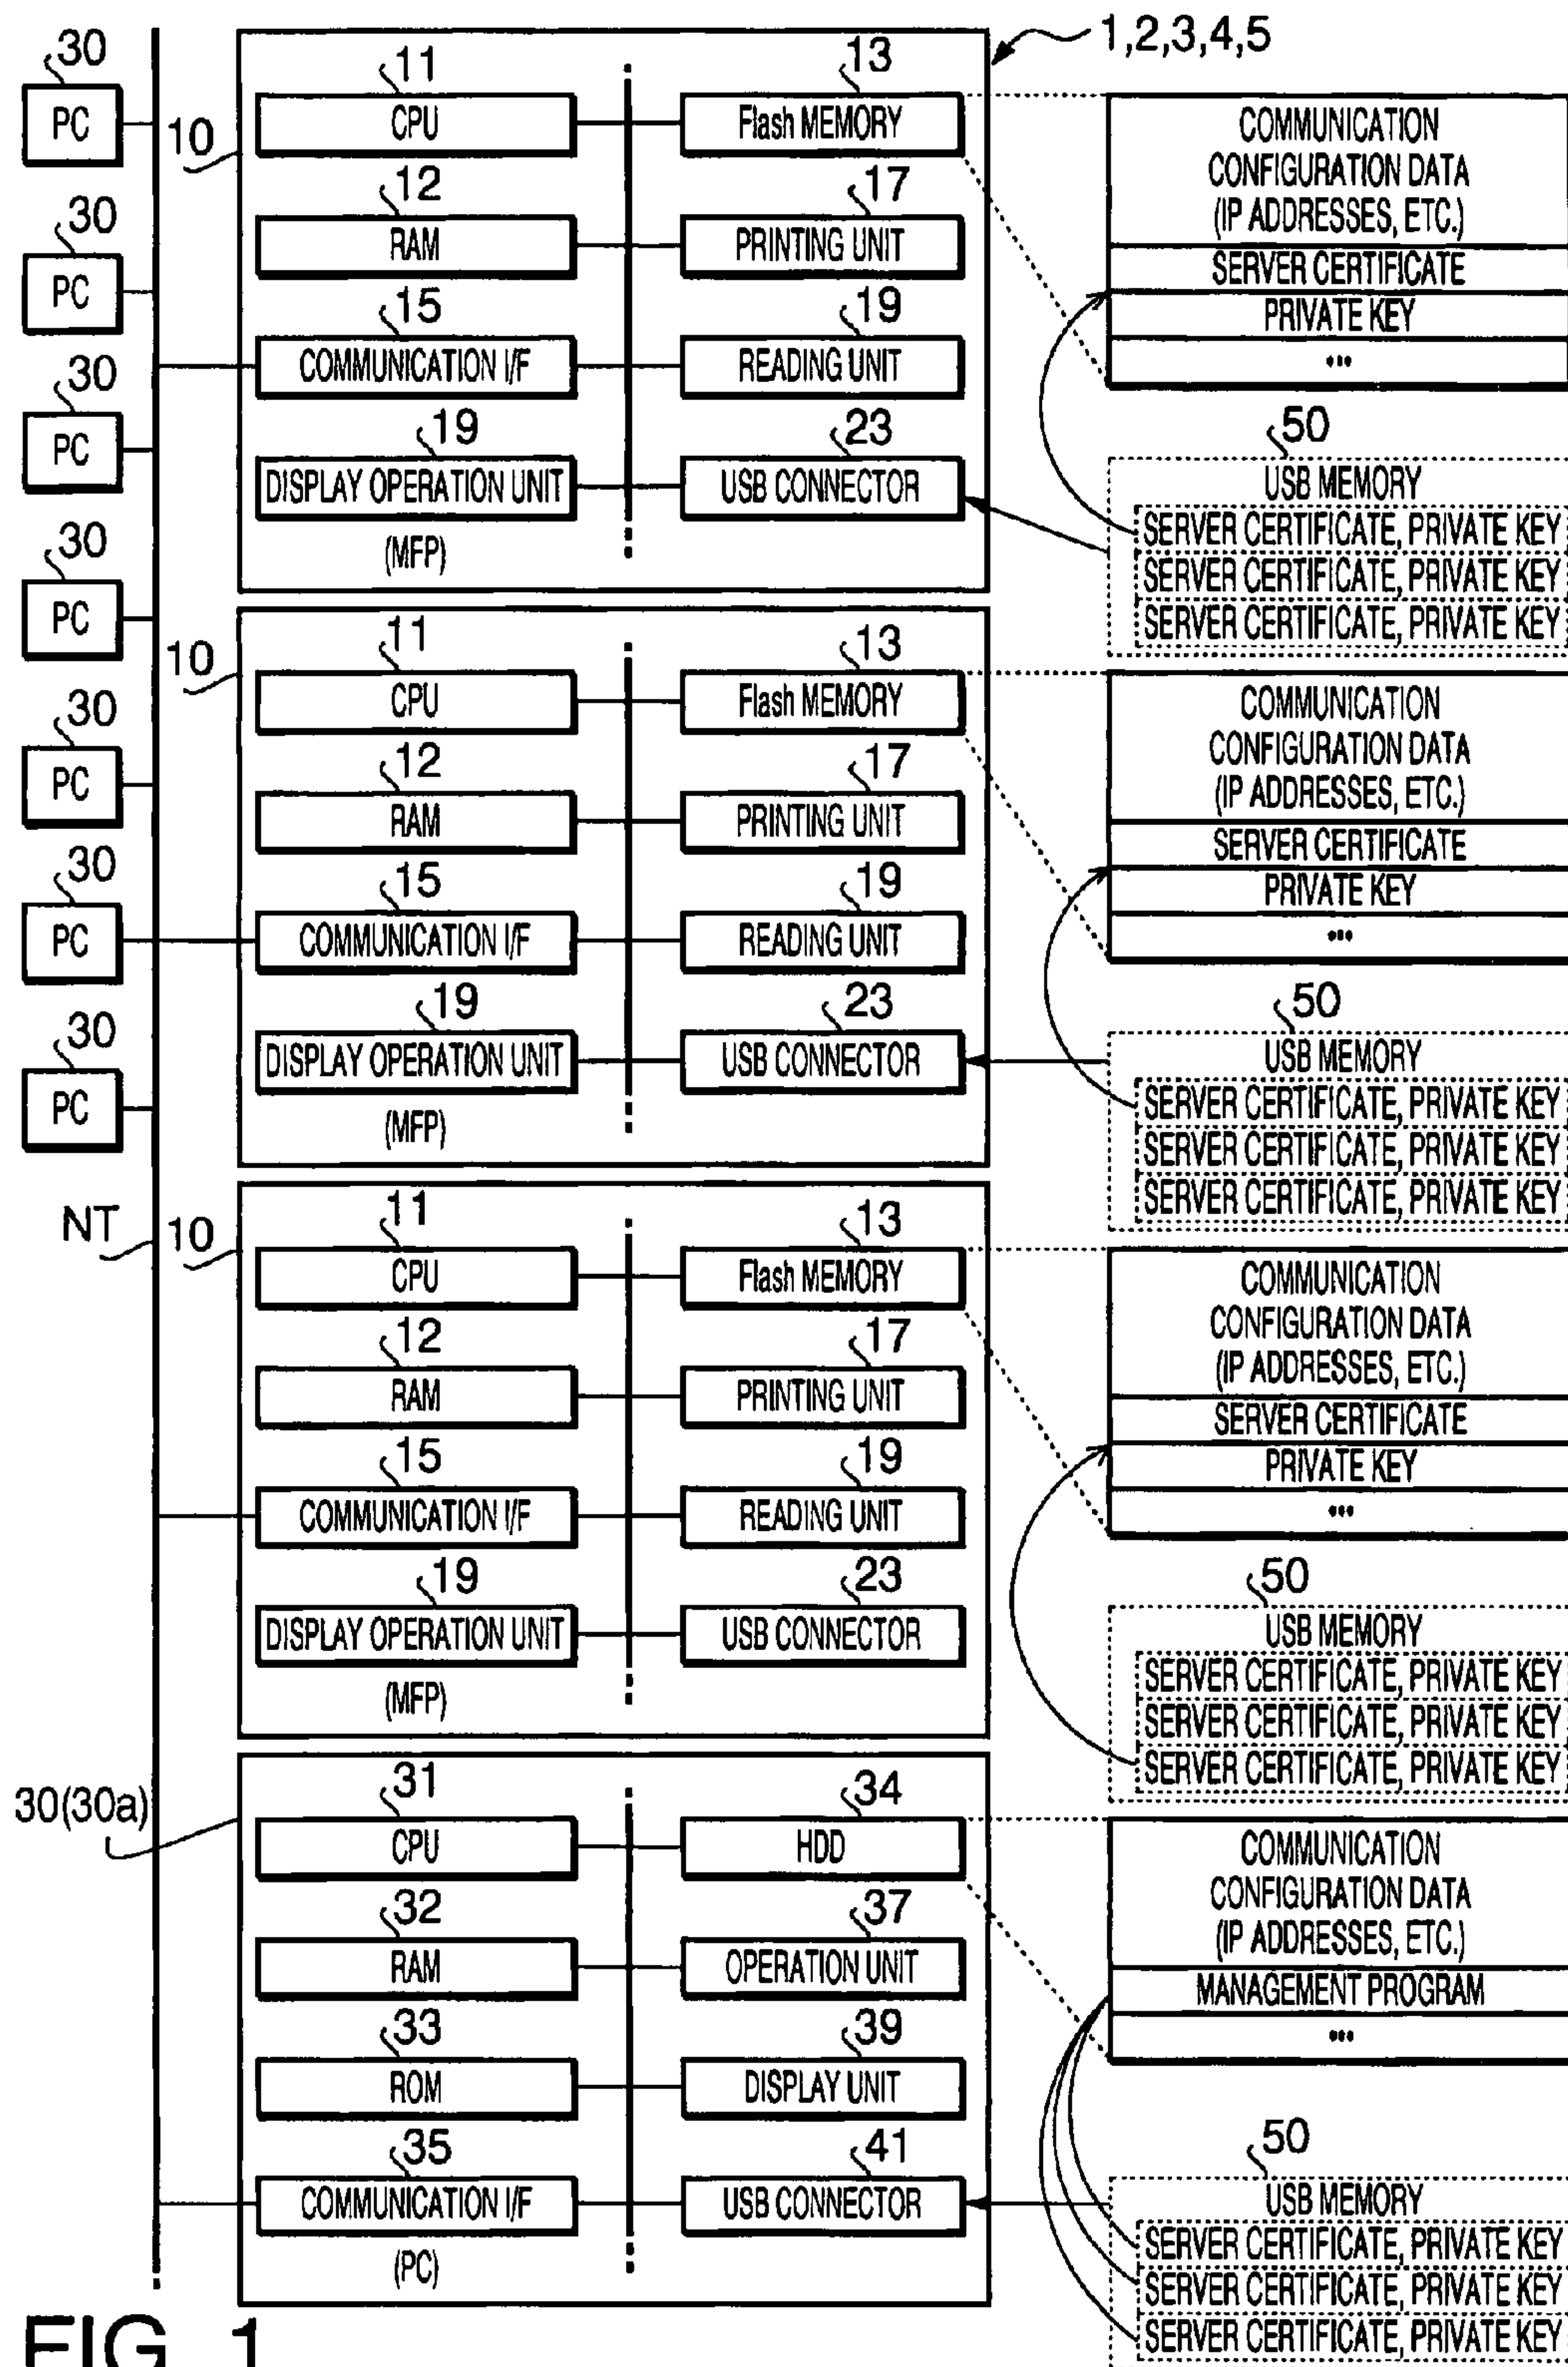 1,2,3,4,5
30
PC
30
PC
30
PC
30
PC
30
PC
30
PC
30
PC
NT
10
11
CPU
13
Flash MEMORY
12
RAM
17
PRINTING UNIT
15
COMMUNICATION I/F
19
READING UNIT
19
DISPLAY OPERATION UNIT
23
USB CONNECTOR
(MFP)
COMMUNICATION
CONFIGURATION DATA
(IP ADDRESSES, ETC.)
SERVER CERTIFICATE
PRIVATE KEY
...
50
USB MEMORY
SERVER CERTIFICATE, PRIVATE KEY
SERVER CERTIFICATE, PRIVATE KEY
SERVER CERTIFICATE, PRIVATE KEY
10
11
CPU
13
Flash MEMORY
12
RAM
17
PRINTING UNIT
15
COMMUNICATION I/F
19
READING UNIT
19
DISPLAY OPERATION UNIT
23
USB CONNECTOR
(MFP)
COMMUNICATION
CONFIGURATION DATA
(IP ADDRESSES, ETC.)
SERVER CERTIFICATE
PRIVATE KEY
...
50
USB MEMORY
SERVER CERTIFICATE, PRIVATE KEY
SERVER CERTIFICATE, PRIVATE KEY
SERVER CERTIFICATE, PRIVATE KEY
10
11
CPU
13
Flash MEMORY
12
RAM
17
PRINTING UNIT
15
COMMUNICATION I/F
19
READING UNIT
19
DISPLAY OPERATION UNIT
23
USB CONNECTOR
(MFP)
COMMUNICATION
CONFIGURATION DATA
(IP ADDRESSES, ETC.)
SERVER CERTIFICATE
PRIVATE KEY
...
50
USB MEMORY
SERVER CERTIFICATE, PRIVATE KEY
SERVER CERTIFICATE, PRIVATE KEY
SERVER CERTIFICATE, PRIVATE KEY
30(30a)
31
CPU
34
HDD
32
RAM
37
OPERATION UNIT
33
ROM
39
DISPLAY UNIT
35
COMMUNICATION I/F
41
USB CONNECTOR
(PC)
COMMUNICATION
CONFIGURATION DATA
(IP ADDRESSES, ETC.)
MANAGEMENT PROGRAM
...
50
USB MEMORY
SERVER CERTIFICATE, PRIVATE KEY
SERVER CERTIFICATE, PRIVATE KEY
SERVER CERTIFICATE, PRIVATE KEY
FIG. 1